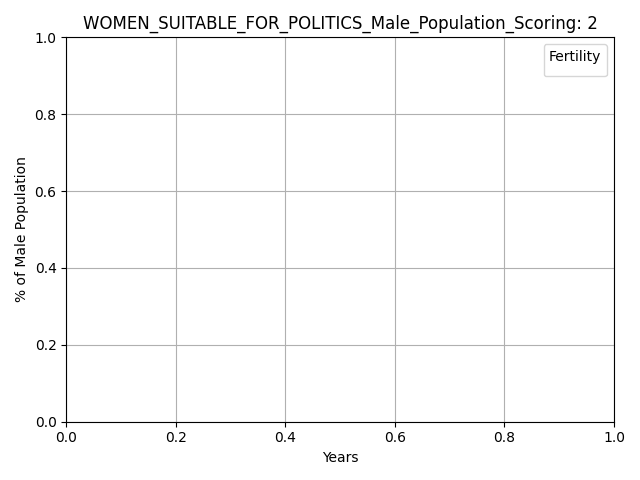 WOMEN_SUITABLE_FOR_POLITICS_Male_Population_Scoring: 2
Fertility
1.0
0.8
0.6
0.4
0.2
0.0
% of Male Population
0.0 0.2 0.4 0.6 0.8 1.0
Years